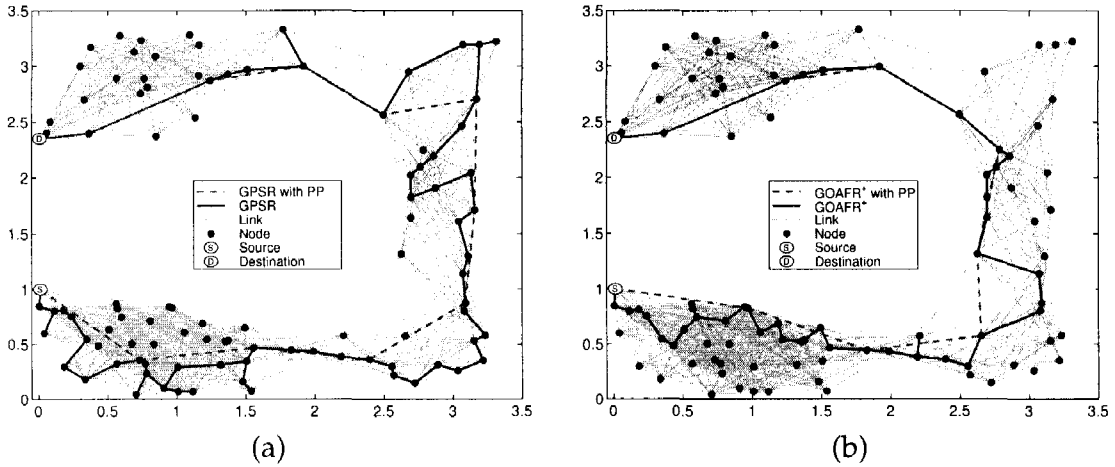 3.5
3
2.5
2
1.5
1
0.5
0
D
S
GPSR with PP
GPSR
Link
Node
S Source
D Destination
0 0.5 1 1.5 2 2.5 3 3.5
(a)
3.5
3
2.5
2
1.5
1
0.5
0
D
S
GOAFR+ with PP
GOAFR+
Link
Node
S Source
D Destination
0 0.5 1 1.5 2 2.5 3 3.5
(b)